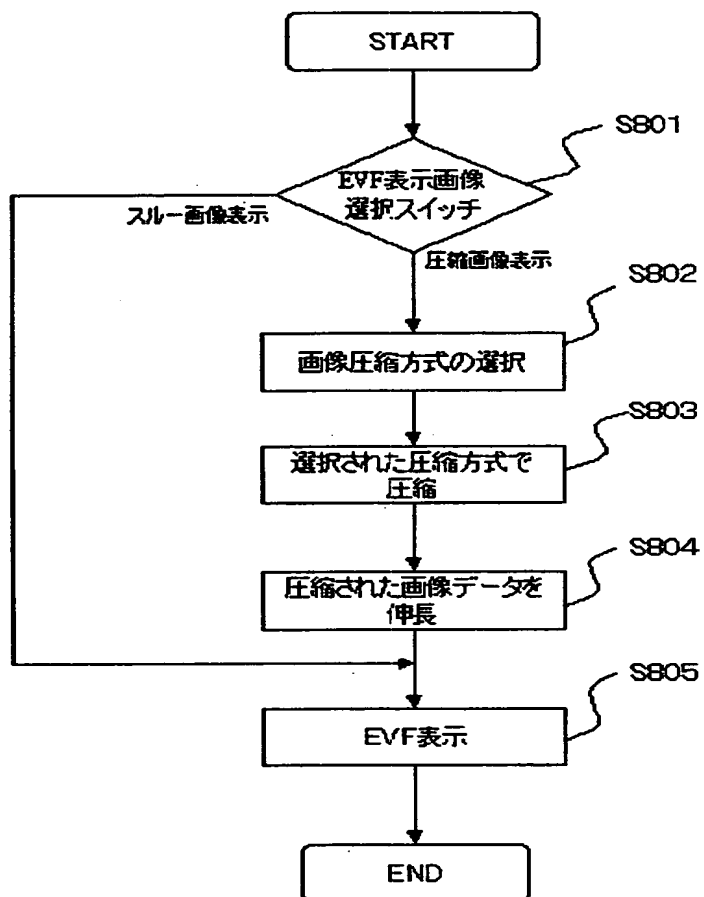 START
S801
EVF表示画像
選択スイッチ
スルー画像表示
圧縮画像表示
S802
画像圧縮方式の選択
S803
選択された圧縮方式で
圧縮
S804
圧縮された画像データを
伸長
S805
EVF表示
END